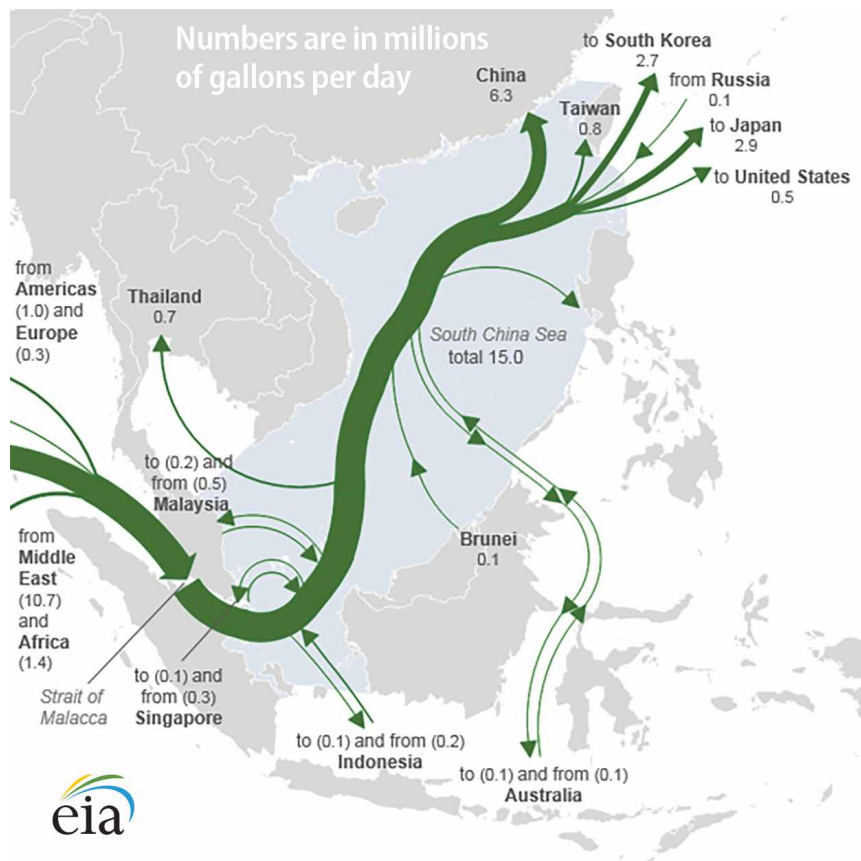 Numbers are in millions
of gallons per day
to South Korea
2.7
China
6.3
from Russia
0.1
Taiwan
0.8
to Japan
2.9
to United States
0.5
from
Americas
(1.0) and
Europe
(0.3)
Thailand
0.7
South China Sea
total 15.0
to (0.2) and
from (0.5)
Malaysia
from
Middle
East
(10.7)
and
Africa
(1.4)
Brunei
0.1
Strait of
Malacca
to (0.1) and
from (0.3)
Singapore
to (0.1) and from (0.2)
Indonesia
to (0.1) and from (0.1)
Australia
eia